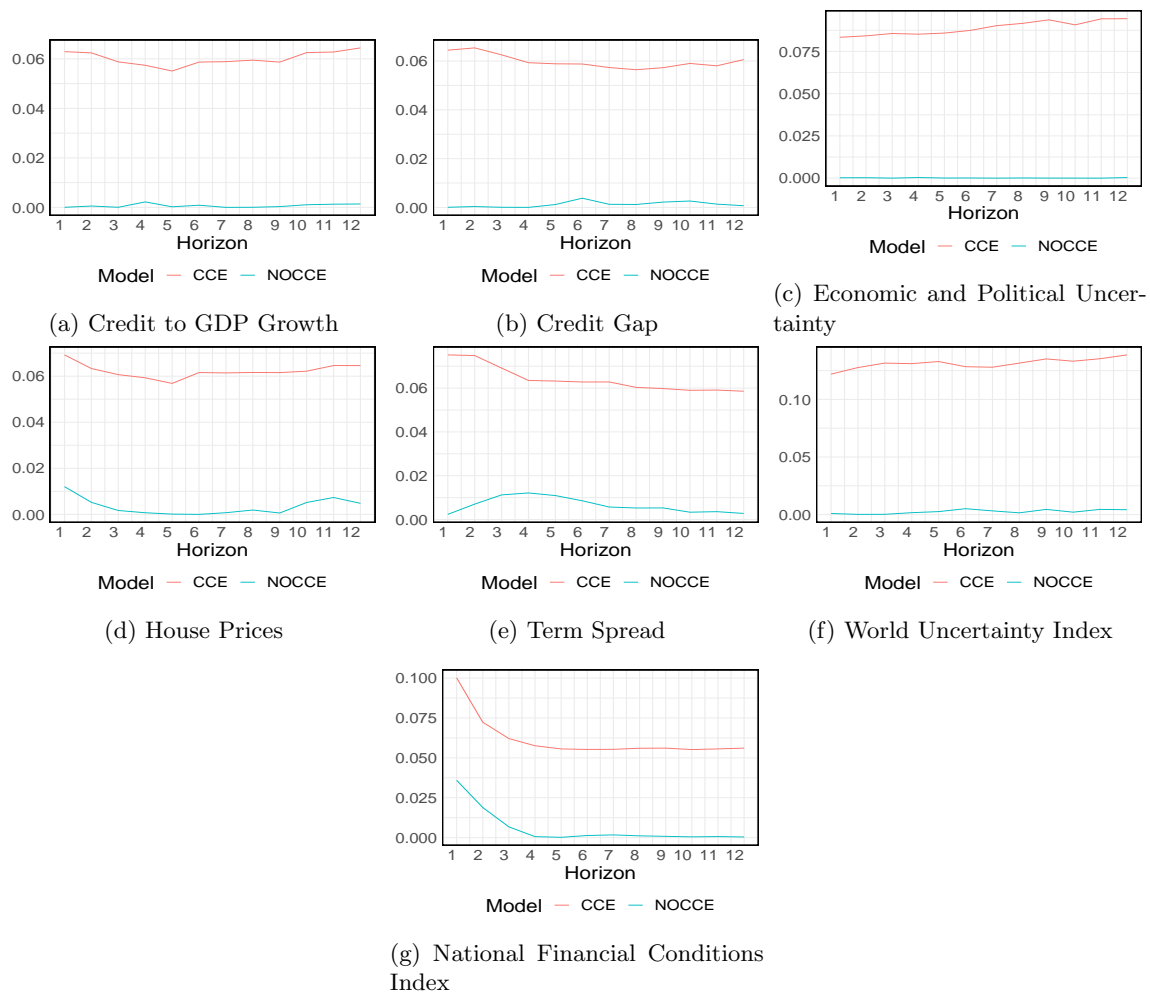 0.06
0.04
0.02
0.00
1 2 3 4 5 6 7 8 9 10 11 12
Horizon
Model CCE NOCCE
(a) Credit to GDP Growth
0.06
0.04
0.02
0.00
1 2 3 4 5 6 7 8 9 10 11 12
Horizon
Model CCE NOCCE
(b) Credit Gap
0.075
0.050
0.025
0.000
1 2 3 4 5 6 7 8 9 10 11 12
Horizon
Model CCE NOCCE
(c) Economic and Political Uncer-
tainty
0.06
0.04
0.02
0.00
1 2 3 4 5 6 7 8 9 10 11 12
Horizon
Model CCE NOCCE
(d) House Prices
0.06
0.04
0.02
0.00
1 2 3 4 5 6 7 8 9 10 11 12
Horizon
Model CCE NOCCE
(e) Term Spread
0.10
0.05
0.00
1 2 3 4 5 6 7 8 9 10 11 12
Horizon
Model CCE NOCCE
(f) World Uncertainty Index
0.100
0.075
0.050
0.025
0.000
1 2 3 4 5 6 7 8 9 10 11 12
Horizon
Model CCE NOCCE
(g) National Financial Conditions
Index